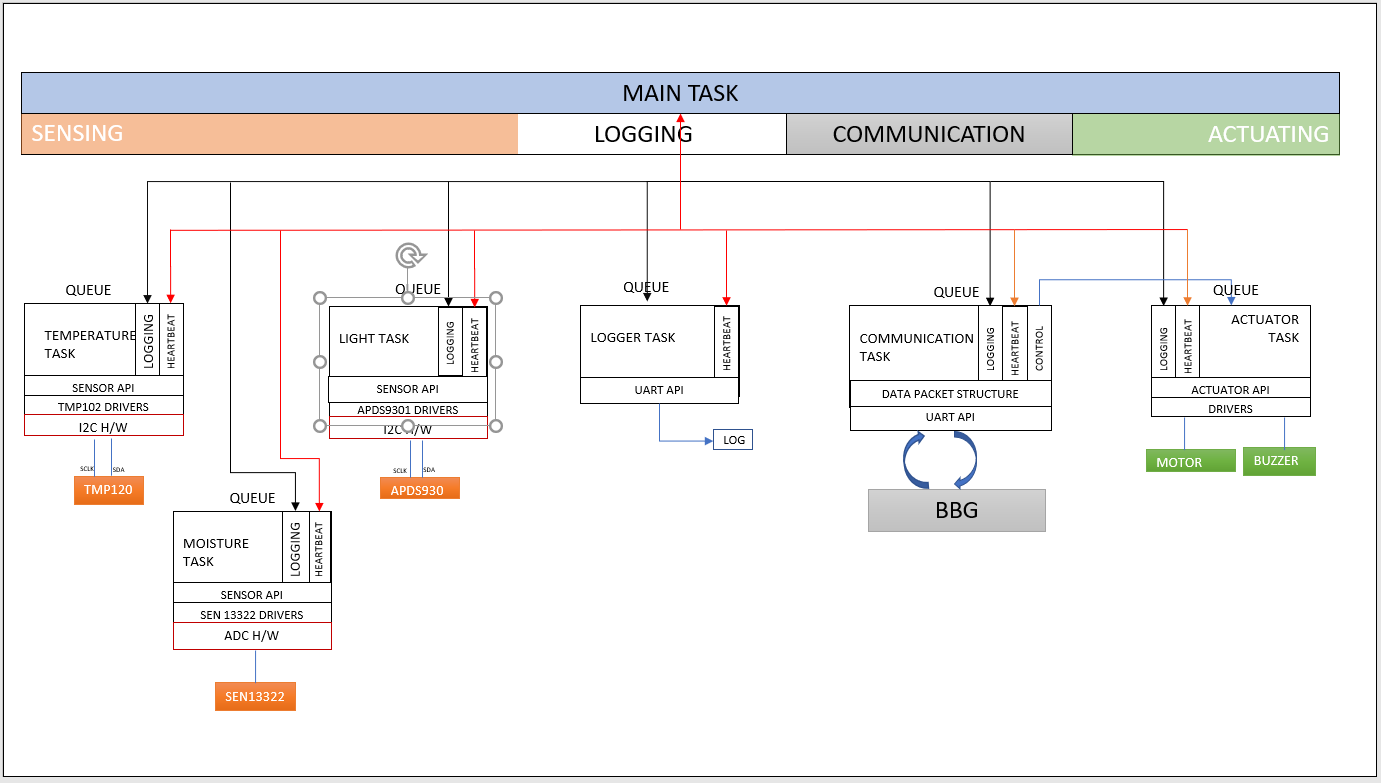 MAIN TASK
SENSING
LOGGING
COMMUNICATION
ACTUATING
QUEUE
TEMPERATURE
TASK
LOGGING
HEARTBEAT
SENSOR API
TMP102 DRIVERS
I2C H/W
SCLK
SDA
TMP120
QUEUE
LIGHT TASK
LOGGING
HEARTBEAT
SENSOR API
APDS9301 DRIVERS
I2C H/W
SCLK
SDA
APDS930
QUEUE
LOGGER TASK
HEARTBEAT
UART API
LOG
QUEUE
COMMUNICATION
TASK
LOGGING
HEARTBEAT
CONTROL
DATA PACKET STRUCTURE
UART API
BBG
QUEUE
LOGGING
HEARTBEAT
ACTUATOR
TASK
ACTUATOR API
DRIVERS
MOTOR
BUZZER
QUEUE
MOISTURE
TASK
LOGGING
HEARTBEAT
SENSOR API
SEN 13322 DRIVERS
ADC H/W
SEN13322